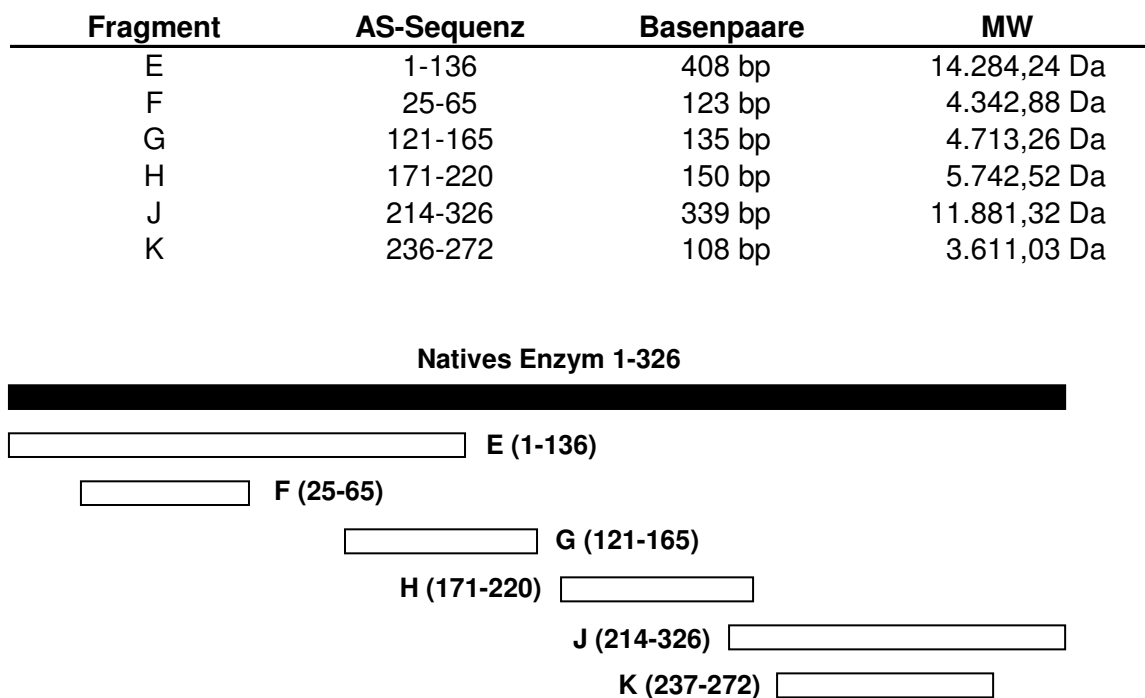 Fragment AS-Sequenz Basenpaare MW
E 1-136 408 bp 14.284,24 Da
F 25-65 123 bp 4.342,88 Da
G 121-165 135 bp 4.713,26 Da
H 171-220 150 bp 5.742,52 Da
J 214-326 339 bp 11.881,32 Da
K 236-272 108 bp 3.611,03 Da
Natives Enzym 1-326
E (1-136)
F (25-65)
G (121-165)
H (171-220)
J (214-326)
K (237-272)